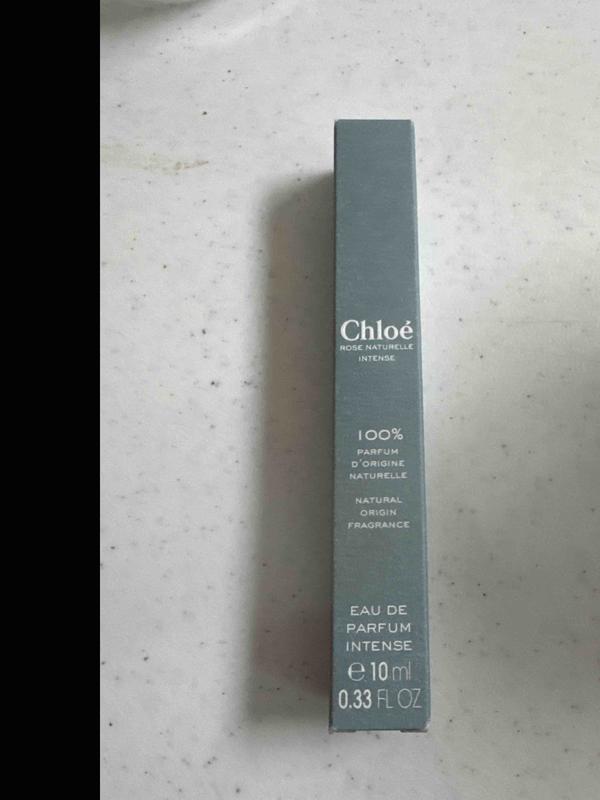 Chloé
ROSE NATURELLE
INTENSE
100%
PARFUM
D'ORIGINE
NATURELLE
NATURAL
ORIGIN
FRAGRANCE
EAU DE
PARFUM
INTENSE
℮ 10 ml
0.33 FL OZ